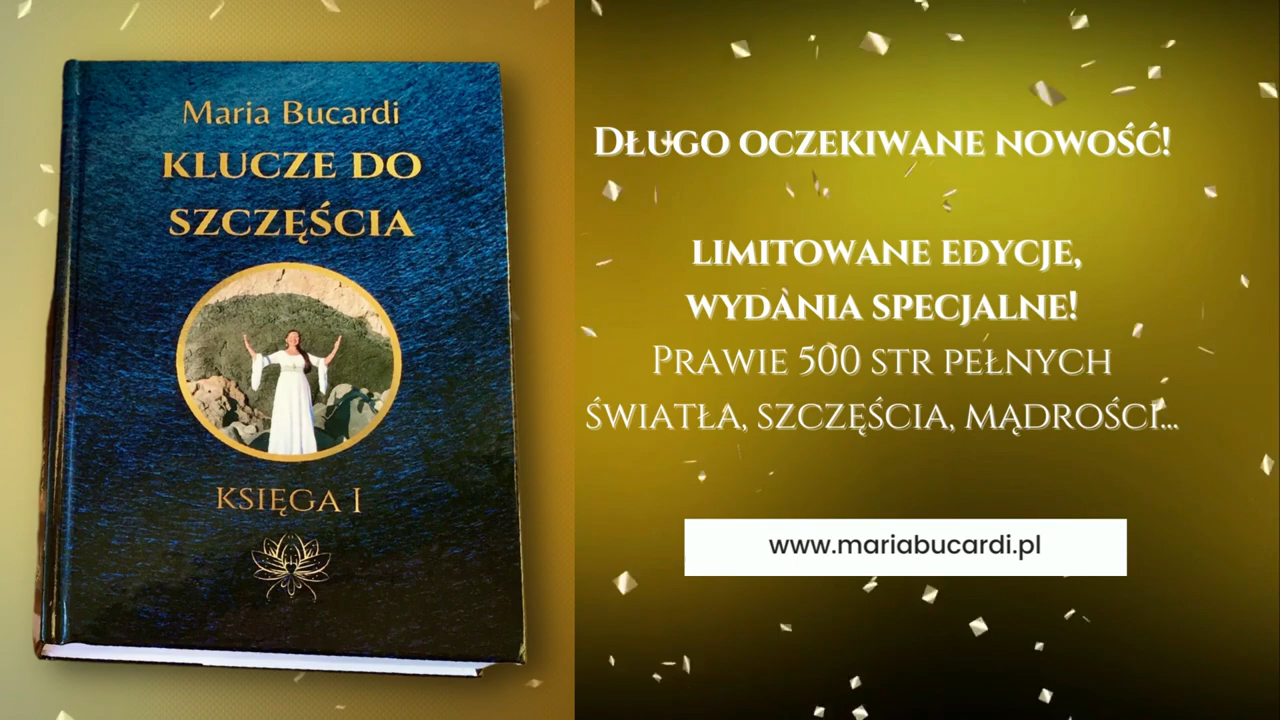 Maria Bucardi
KLUCZE DO
SZCZĘŚCIA
KSIĘGA I
DŁUGO OCZEKIWANE NOWOŚĆ!
LIMITOWANE EDYCJE,
WYDANIA SPECJALNE!
PRAWIE 500 STR PEŁNYCH
ŚWIATŁA, SZCZĘŚCIA, MĄDROŚCI...
www.mariabucardi.pl